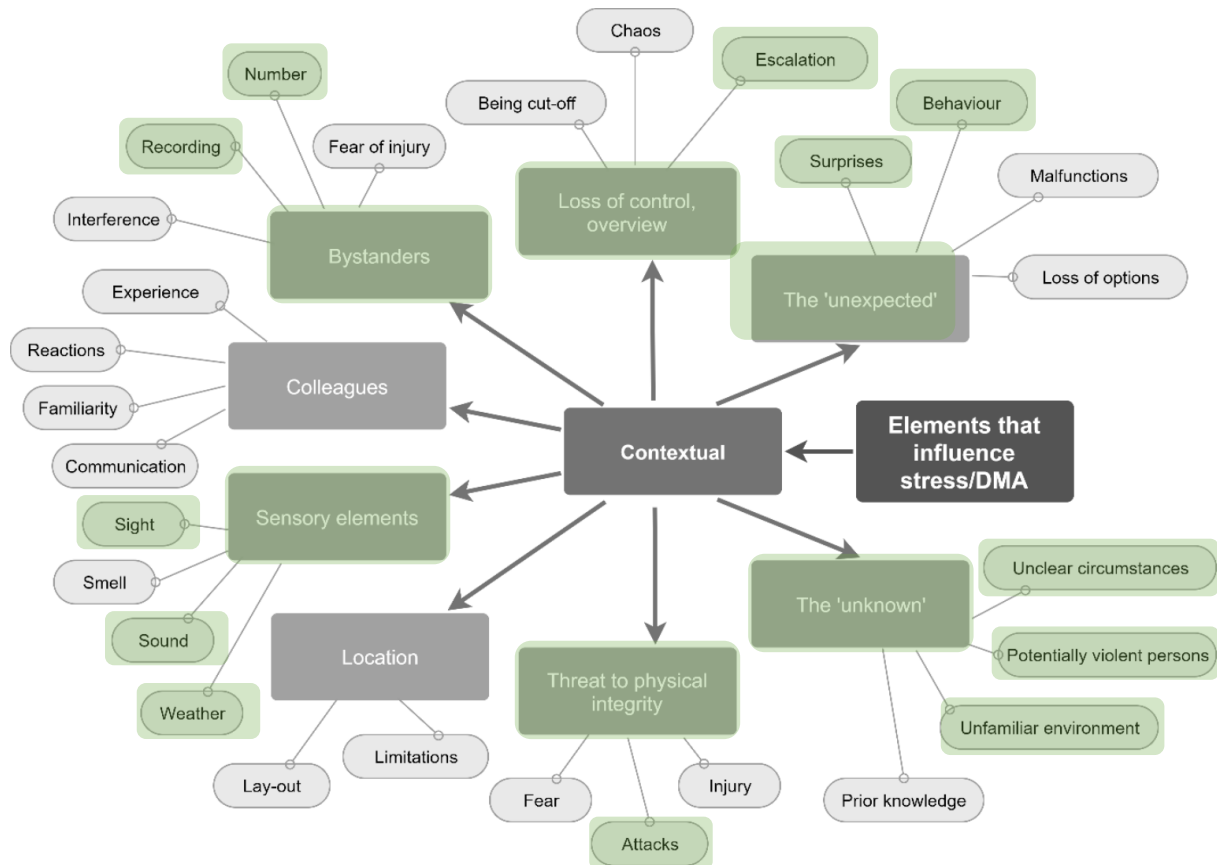 Chaos
Number
Escalation
Behaviour
Being cut-off
Recording
Fear of injury
Surprises
Malfunctions
Loss of control,
overview
Interference
Bystanders
Loss of options
The 'unexpected'
Experience
Reactions
Colleagues
Familiarity
Contextual
Elements that
influence
stress/DMA
Communication
Sight
Sensory elements
Unclear circumstances
Smell
The 'unknown'
Sound
Location
Potentially violent persons
Threat to physical
integrity
Weather
Unfamiliar environment
Limitations
Lay-out
Injury
Fear
Prior knowledge
Attacks